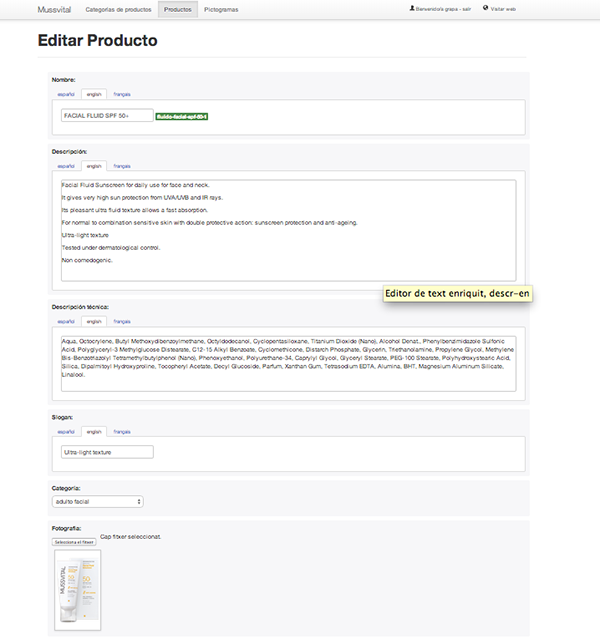 Mussvital Categorías de productos Productos Pictogramas Bienvenido/a grapa - salir Visitar web
Editar Producto
Nombre:
español english français
FACIAL FLUID SPF 50+ fluido-facial-spf-50-1
Descripción:
español english français
Facial Fluid Sunscreen for daily use for face and neck.
It gives very high sun protection from UVA/UVB and IR rays.
Its pleasant ultra fluid texture allows a fast absorption.
For normal to combination sensitive skin with double protective action: sunscreen protection and anti-ageing.
Ultra-light texture
Tested under dermatological control.
Non comedogenic.
Editor de text enriquit, descr-en
Descripción técnica:
español english français
Aqua, Octocrylene, Butyl Methoxydibenzoylmethane, Octyldodecanol, Cyclopentasiloxane, Titanium Dioxide (Nano), Alcohol Denat., Phenylbenzimidazole Sulfonic
Acid, Polyglyceryl-3 Methylglucose Distearate, C12-15 Alkyl Benzoate, Cyclomethicone, Distarch Phosphate, Glycerin, Triethanolamine, Propylene Glycol, Methylene
Bis-Benzotriazolyl Tetramethylbutylphenol (Nano), Phenoxyethanol, Polyurethane-34, Caprylyl Glycol, Glyceryl Stearate, PEG-100 Stearate, Polyhydroxystearic Acid,
Silica, Dipalmitoyl Hydroxyproline, Tocopheryl Acetate, Decyl Glucoside, Parfum, Xanthan Gum, Tetrasodium EDTA, Alumina, BHT, Magnesium Aluminum Silicate,
Linalool.
Slogan:
español english français
Ultra-light texture
Categoría:
adulto facial
Fotografía:
Selecciona el fitxer Cap fitxer seleccionat.
MUSSVITAL
50